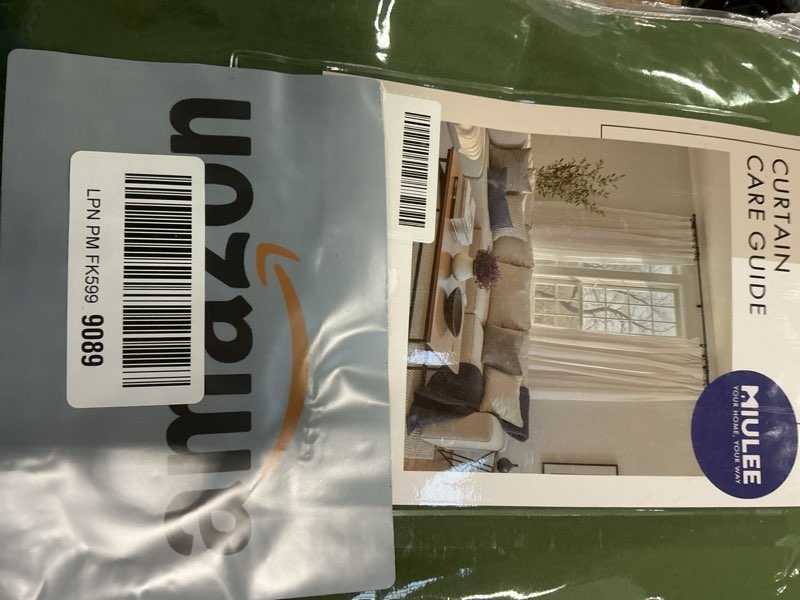 amazon
LPN PM FK599 9089
CURTAIN
CARE GUIDE
MIULEE
YOUR HOME, YOUR WAY